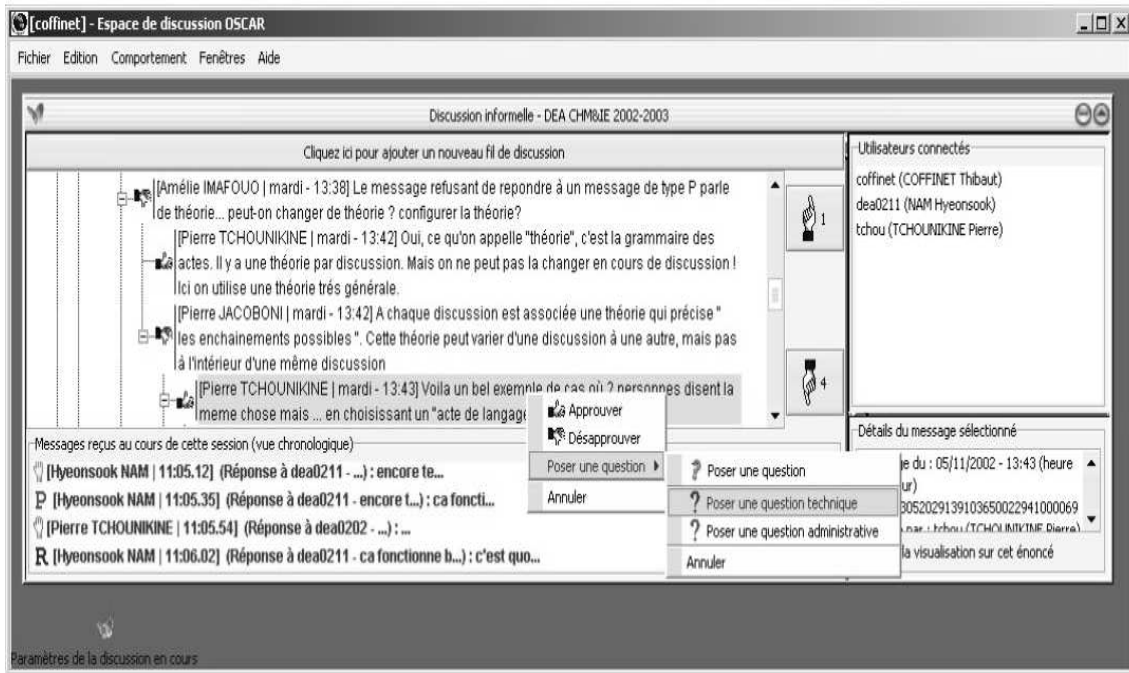 [coffinet] - Espace de discussion OSCAR
Fichier Edition Comportement Fenêtres Aide
Discussion informelle - DEA CHM&IE 2002-2003
Cliquez ici pour ajouter un nouveau fil de discussion
[Amélie IMAFOUO | mardi - 13:38] Le message refusant de repondre à un message de type P parle
de théorie... peut-on changer de théorie ? configurer la théorie?
[Pierre TCHOUNIKINE | mardi - 13:42] Oui, ce qu'on appelle "théorie", c'est la grammaire des
actes. Il y a une théorie par discussion. Mais on ne peut pas la changer en cours de discussion !
Ici on utilise une théorie trés générale.
[Pierre JACOBONI | mardi - 13:42] A chaque discussion est associée une théorie qui précise "
les enchainements possibles ". Cette théorie peut varier d'une discussion à une autre, mais pas
à l'intérieur d'une même discussion
[Pierre TCHOUNIKINE | mardi - 13:43] Voila un bel exemple de cas où 2 personnes disent la
meme chose mais ... en choisissant un "acte de langag
1
4
Approuver
Désapprouver
Poser une question
Annuler
Poser une question
Poser une question technique
Poser une question administrative
Annuler
Messages reçus au cours de cette session (vue chronologique)
[Hyeonsook NAM | 11:05.12] (Réponse à dea0211 - ...) : encore te...
P [Hyeonsook NAM | 11:05.35] (Réponse à dea0211 - encore t...) : ca foncti...
[Pierre TCHOUNIKINE | 11:05.54] (Réponse à dea0202 - ...) : ...
R [Hyeonsook NAM | 11:06.02] (Réponse à dea0211 - ca fonctionne b...) : c'est quo...
Utilisateurs connectés
coffinet (COFFINET Thibaut)
dea0211 (NAM Hyeonsook)
tchou (TCHOUNIKINE Pierre)
Détails du message sélectionné
je du : 05/11/2002 - 13:43 (heure
ur)
3052029139103650022941000069
par : tchou (TCHOUNIKINE Pierre)
la visualisation sur cet énoncé
Paramètres de la discussion en cours